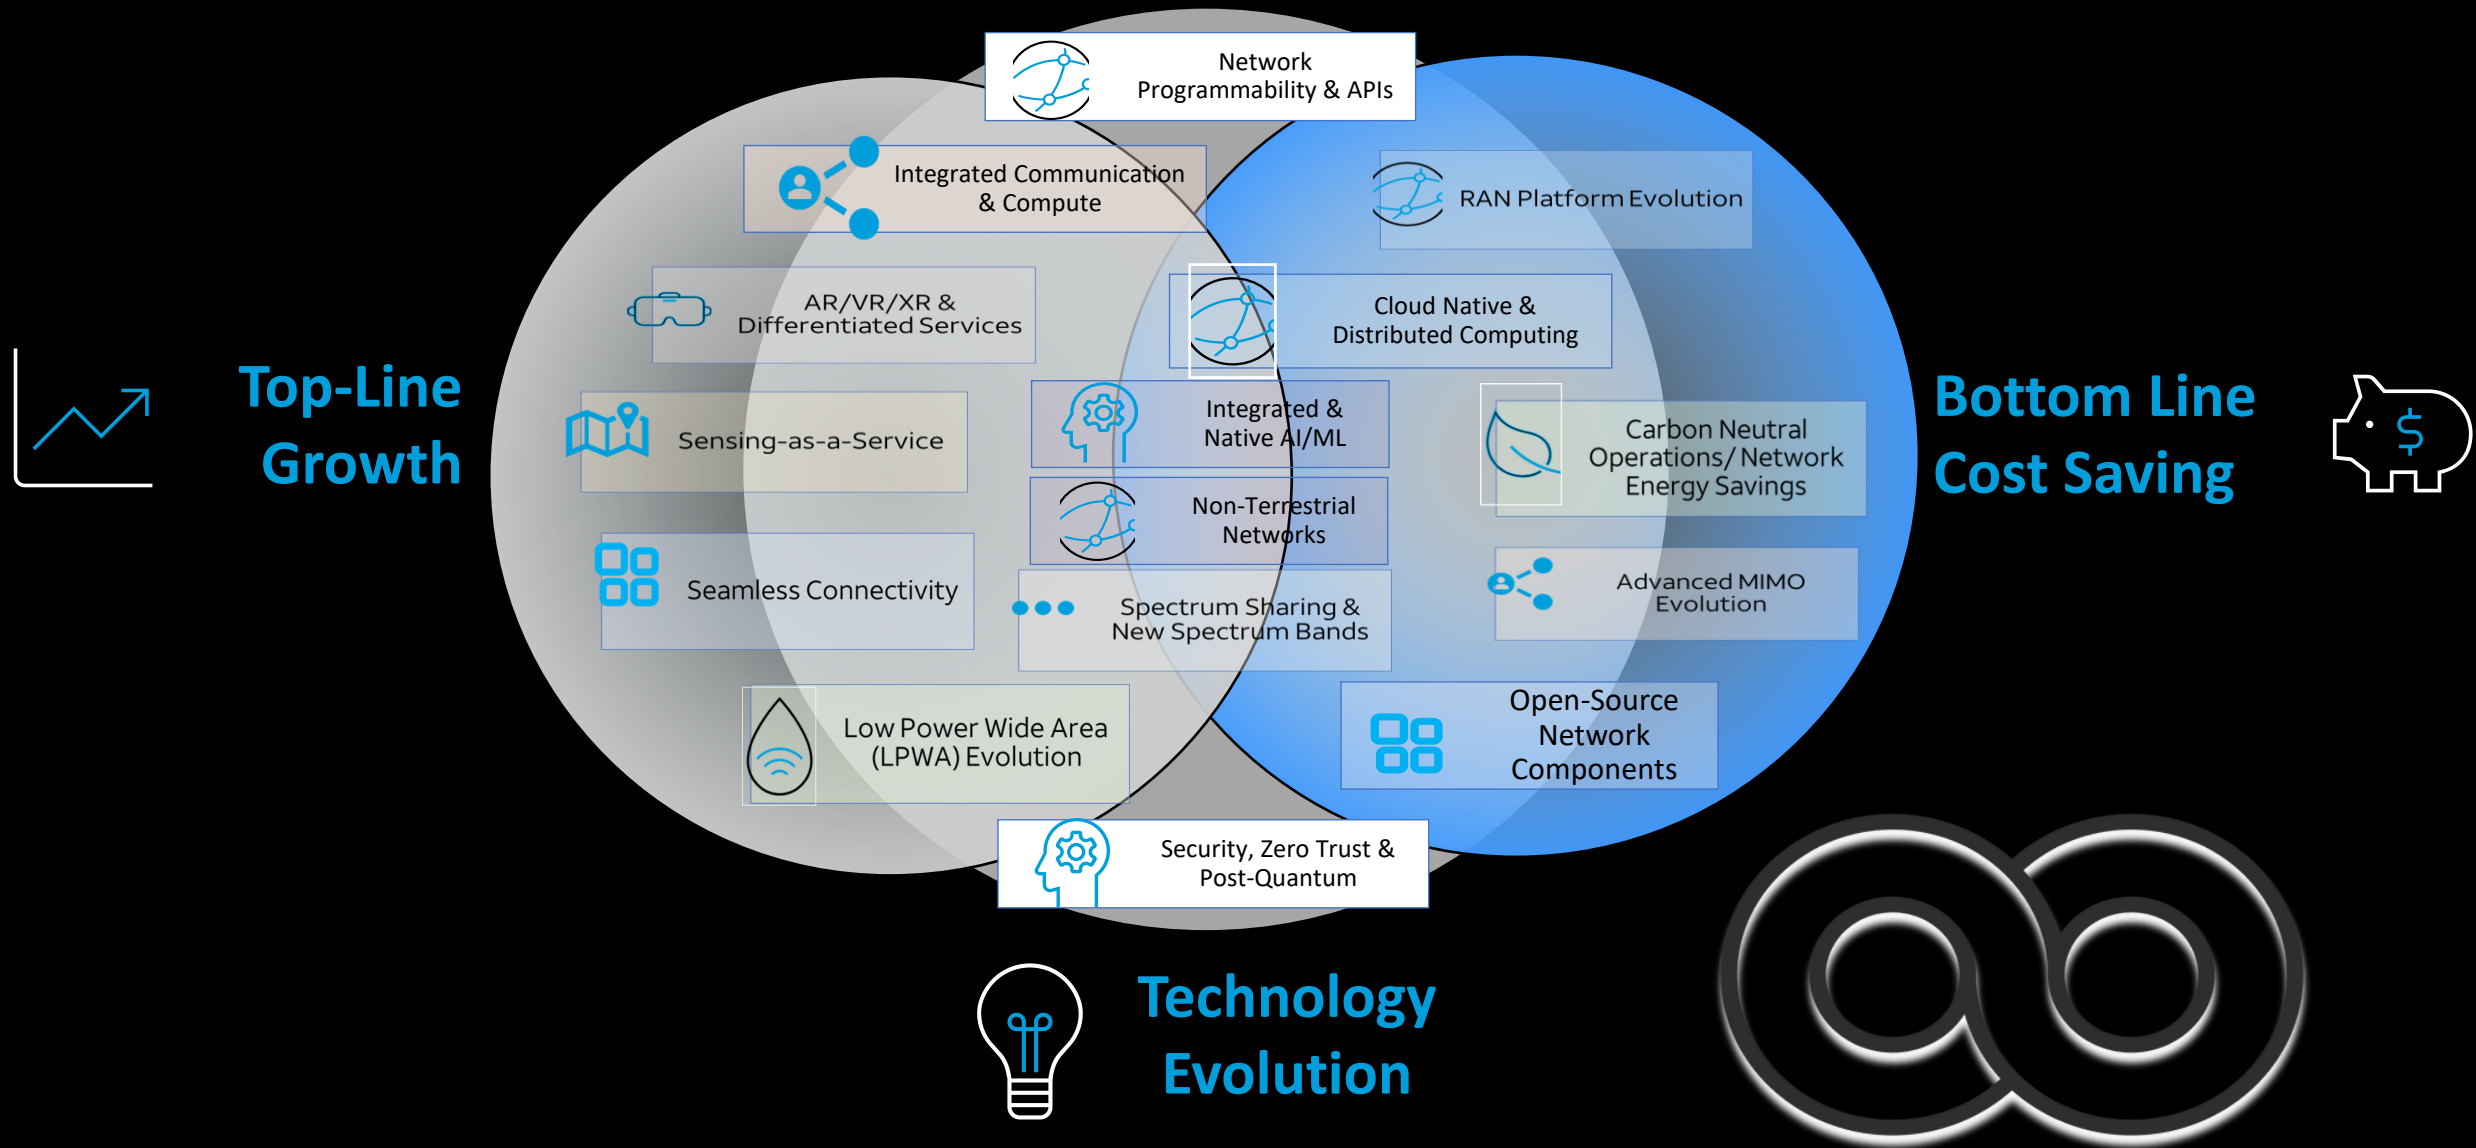 Network
Programmability & APIs
Integrated Communication
& Compute
RAN Platform Evolution
AR/VR/XR &
Differentiated Services
Cloud Native &
Distributed Computing
Top-Line
Growth
Sensing-as-a-Service
Integrated &
Native AI/ML
Carbon Neutral
Operations/ Network
Energy Savings
Bottom Line
Cost Saving
$
Non-Terrestrial
Networks
Seamless Connectivity
Spectrum Sharing &
New Spectrum Bands
Advanced MIMO
Evolution
Low Power Wide Area
(LPWA) Evolution
Open-Source
Network
Components
Security, Zero Trust &
Post-Quantum
Technology
Evolution